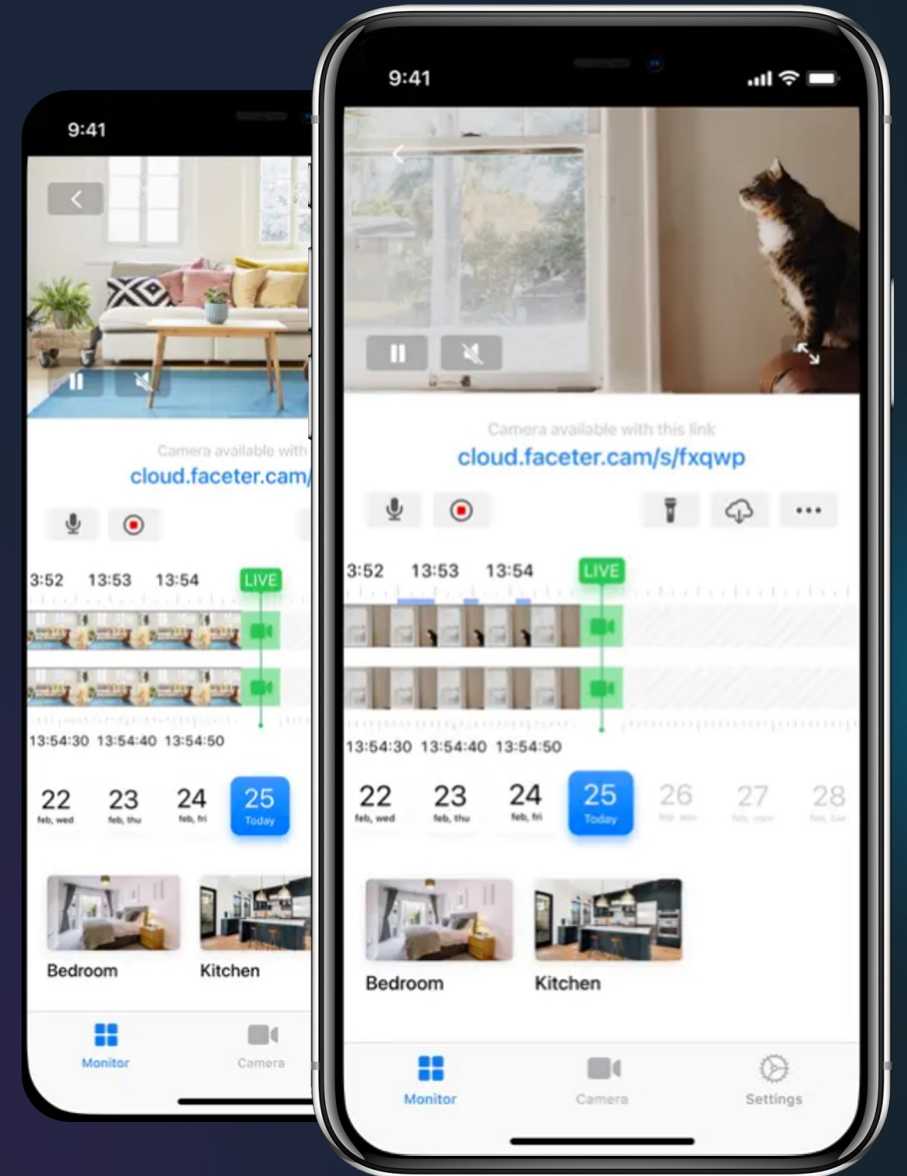 9:41
Camera available with
cloud.faceter.cam/
3:52 13:53 13:54 LIVE
13:54:30 13:54:40 13:54:50
22 23 24 25
feb, wed feb, thu feb, fri Today
Bedroom Kitchen
Monitor Camera
9:41
Camera available with this link
cloud.faceter.cam/s/fxqwp
3:52 13:53 13:54 LIVE
13:54:30 13:54:40 13:54:50
22 23 24 25 26 27 28
feb, wed feb, thu feb, fri Today
Bedroom Kitchen
Monitor Camera Settings